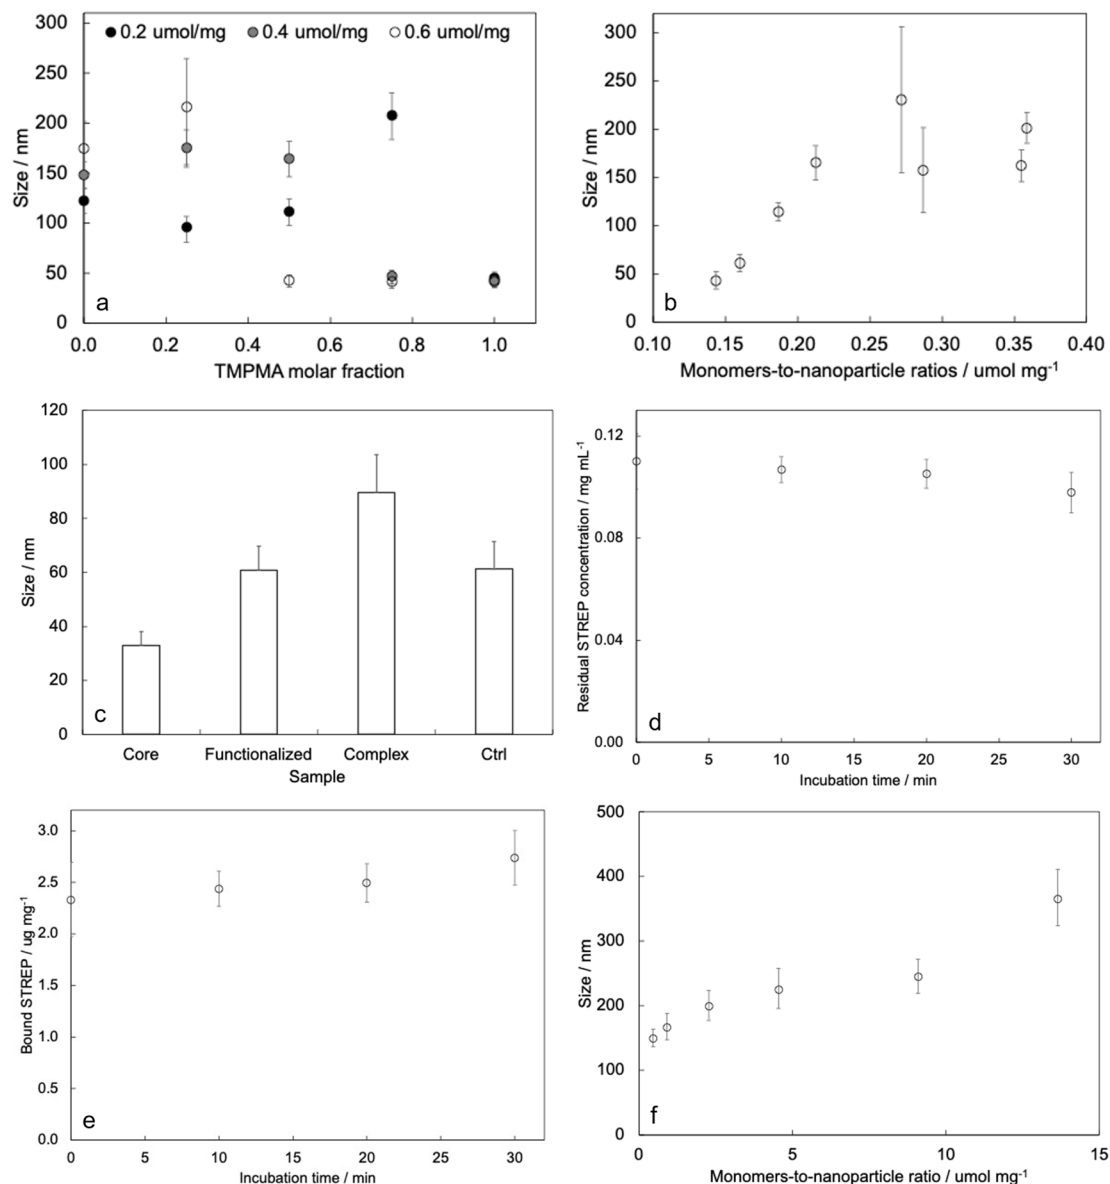 300
250
200
150
100
50
0
Size / nm
0.2 umol/mg 0.4 umol/mg 0.6 umol/mg
a
0.0 0.2 0.4 0.6 0.8 1.0
TMPMA molar fraction
300
250
200
150
100
50
0
Size / nm
b
0.10 0.15 0.20 0.25 0.30 0.35 0.40
Monomers-to-nanoparticle ratios / umol mg-1
120
100
80
60
40
20
0
Size / nm
c
Core Functionalized Complex Ctrl
Sample
0.12
0.08
0.04
0.00
Residual STREP concentration / mg mL-1
d
0 5 10 15 20 25 30
Incubation time / min
3.0
2.5
2.0
1.5
1.0
0.5
0.0
Bound STREP / ug mg-1
e
0 5 10 15 20 25 30
Incubation time / min
500
400
300
200
100
0
Size / nm
f
0 5 10 15
Monomers-to-nanoparticle ratio / umol mg-1